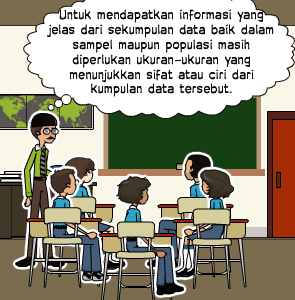 Untuk mendapatkan informasi yang
jelas dari sekumpulan data baik dalam
sampel maupun populasi masih
diperlukan ukuran-ukuran yang
menunjukkan sifat atau ciri dari
kumpulan data tersebut.